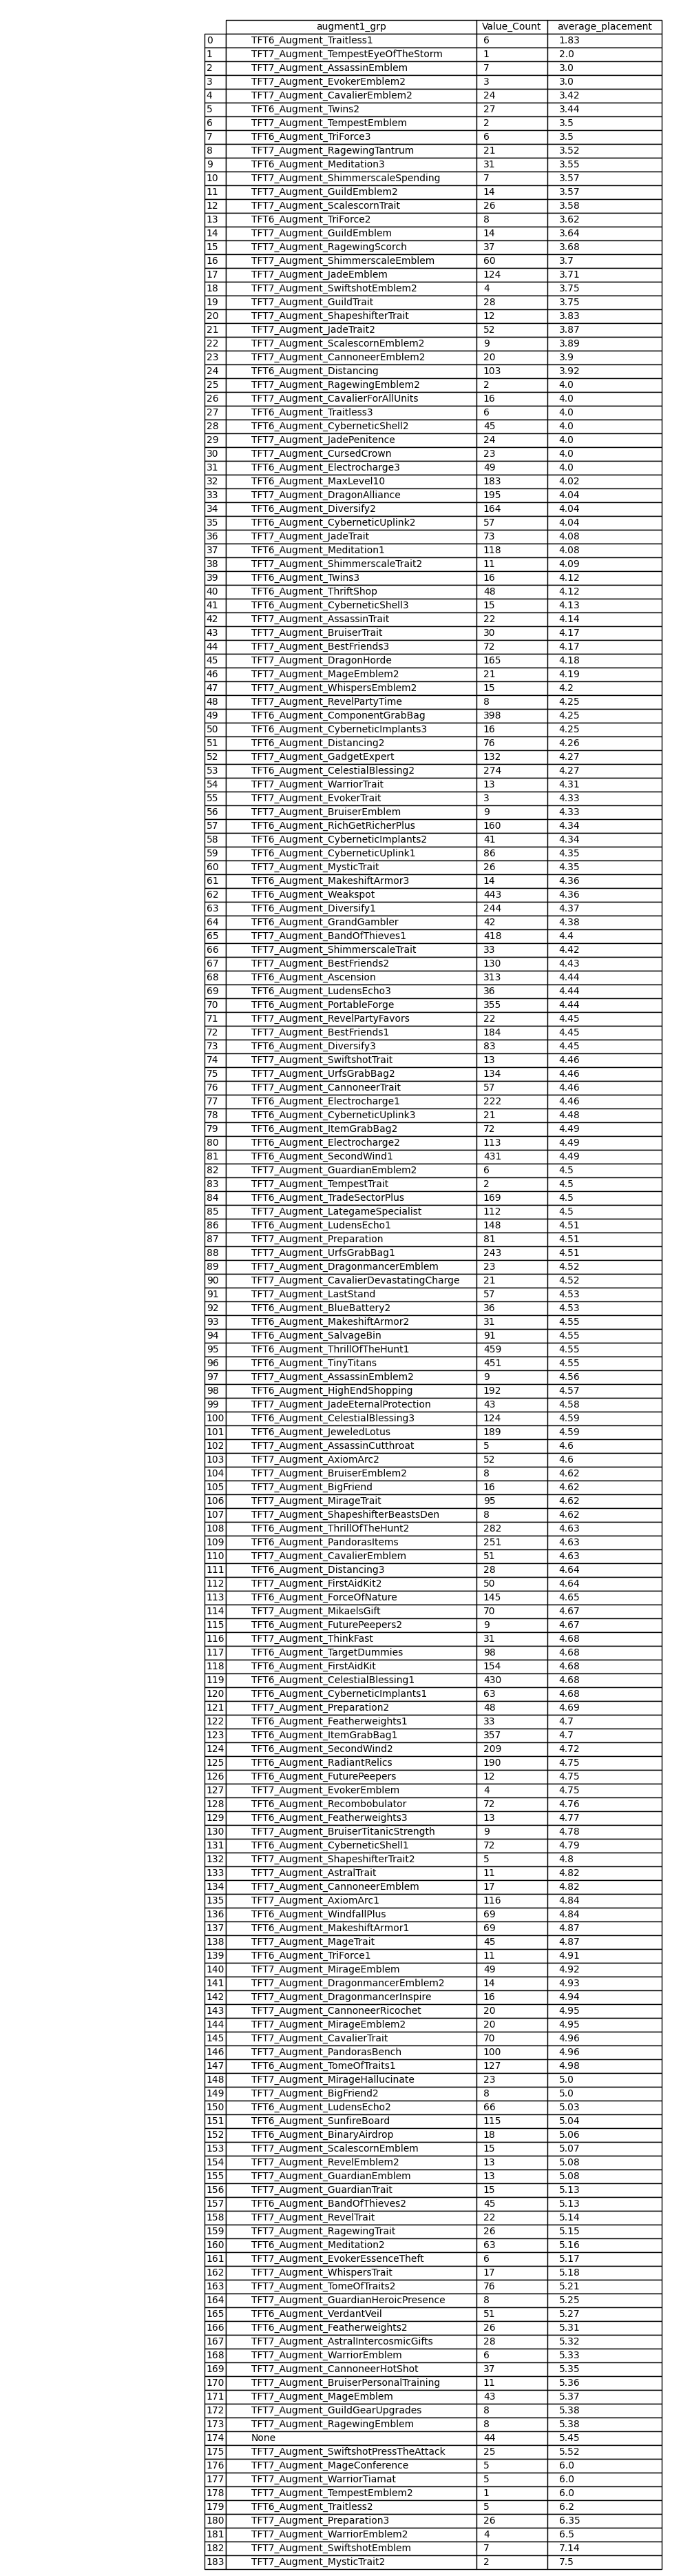 augment1_grp Value_Count average_placement
0 TFT6_Augment_Traitless1 6 1.83
1 TFT7_Augment_TempestEyeOfTheStorm 1 2.0
2 TFT7_Augment_AssassinEmblem 7 3.0
3 TFT7_Augment_EvokerEmblem2 3 3.0
4 TFT7_Augment_CavalierEmblem2 24 3.42
5 TFT6_Augment_Twins2 27 3.44
6 TFT7_Augment_TempestEmblem 2 3.5
7 TFT6_Augment_TriForce3 6 3.5
8 TFT7_Augment_RagewingTantrum 21 3.52
9 TFT6_Augment_Meditation3 31 3.55
10 TFT7_Augment_ShimmerscaleSpending 7 3.57
11 TFT7_Augment_GuildEmblem2 14 3.57
12 TFT7_Augment_ScalescornTrait 26 3.58
13 TFT6_Augment_TriForce2 8 3.62
14 TFT7_Augment_GuildEmblem 14 3.64
15 TFT7_Augment_RagewingScorch 37 3.68
16 TFT7_Augment_ShimmerscaleEmblem 60 3.7
17 TFT7_Augment_JadeEmblem 124 3.71
18 TFT7_Augment_SwiftshotEmblem2 4 3.75
19 TFT7_Augment_GuildTrait 28 3.75
20 TFT7_Augment_ShapeshifterTrait 12 3.83
21 TFT7_Augment_JadeTrait2 52 3.87
22 TFT7_Augment_ScalescornEmblem2 9 3.89
23 TFT7_Augment_CannoneerEmblem2 20 3.9
24 TFT6_Augment_Distancing 103 3.92
25 TFT7_Augment_RagewingEmblem2 2 4.0
26 TFT7_Augment_CavalierForAllUnits 16 4.0
27 TFT6_Augment_Traitless3 6 4.0
28 TFT6_Augment_CyberneticShell2 45 4.0
29 TFT7_Augment_JadePenitence 24 4.0
30 TFT7_Augment_CursedCrown 23 4.0
31 TFT6_Augment_Electrocharge3 49 4.0
32 TFT6_Augment_MaxLevel10 183 4.02
33 TFT7_Augment_DragonAlliance 195 4.04
34 TFT6_Augment_Diversify2 164 4.04
35 TFT6_Augment_CyberneticUplink2 57 4.04
36 TFT7_Augment_JadeTrait 73 4.08
37 TFT6_Augment_Meditation1 118 4.08
38 TFT7_Augment_ShimmerscaleTrait2 11 4.09
39 TFT6_Augment_Twins3 16 4.12
40 TFT6_Augment_ThriftShop 48 4.12
41 TFT6_Augment_CyberneticShell3 15 4.13
42 TFT7_Augment_AssassinTrait 22 4.14
43 TFT7_Augment_BruiserTrait 30 4.17
44 TFT7_Augment_BestFriends3 72 4.17
45 TFT7_Augment_DragonHorde 165 4.18
46 TFT7_Augment_MageEmblem2 21 4.19
47 TFT7_Augment_WhispersEmblem2 15 4.2
48 TFT7_Augment_RevelPartyTime 8 4.25
49 TFT6_Augment_ComponentGrabBag 398 4.25
50 TFT6_Augment_CyberneticImplants3 16 4.25
51 TFT6_Augment_Distancing2 76 4.26
52 TFT7_Augment_GadgetExpert 132 4.27
53 TFT6_Augment_CelestialBlessing2 274 4.27
54 TFT7_Augment_WarriorTrait 13 4.31
55 TFT7_Augment_EvokerTrait 3 4.33
56 TFT7_Augment_BruiserEmblem 9 4.33
57 TFT6_Augment_RichGetRicherPlus 160 4.34
58 TFT6_Augment_CyberneticImplants2 41 4.34
59 TFT6_Augment_CyberneticUplink1 86 4.35
60 TFT7_Augment_MysticTrait 26 4.35
61 TFT6_Augment_MakeshiftArmor3 14 4.36
62 TFT6_Augment_Weakspot 443 4.36
63 TFT6_Augment_Diversify1 244 4.37
64 TFT6_Augment_GrandGambler 42 4.38
65 TFT7_Augment_BandOfThieves1 418 4.4
66 TFT7_Augment_ShimmerscaleTrait 33 4.42
67 TFT7_Augment_BestFriends2 130 4.43
68 TFT6_Augment_Ascension 313 4.44
69 TFT6_Augment_LudensEcho3 36 4.44
70 TFT6_Augment_PortableForge 355 4.44
71 TFT7_Augment_RevelPartyFavors 22 4.45
72 TFT7_Augment_BestFriends1 184 4.45
73 TFT6_Augment_Diversify3 83 4.45
74 TFT7_Augment_SwiftshotTrait 13 4.46
75 TFT7_Augment_UrfsGrabBag2 134 4.46
76 TFT7_Augment_CannoneerTrait 57 4.46
77 TFT6_Augment_Electrocharge1 222 4.46
78 TFT6_Augment_CyberneticUplink3 21 4.48
79 TFT6_Augment_ItemGrabBag2 72 4.49
80 TFT6_Augment_Electrocharge2 113 4.49
81 TFT6_Augment_SecondWind1 431 4.49
82 TFT7_Augment_GuardianEmblem2 6 4.5
83 TFT7_Augment_TempestTrait 2 4.5
84 TFT6_Augment_TradeSectorPlus 169 4.5
85 TFT7_Augment_LategameSpecialist 112 4.5
86 TFT6_Augment_LudensEcho1 148 4.51
87 TFT7_Augment_Preparation 81 4.51
88 TFT7_Augment_UrfsGrabBag1 243 4.51
89 TFT7_Augment_DragonmancerEmblem 23 4.52
90 TFT7_Augment_CavalierDevastatingCharge 21 4.52
91 TFT7_Augment_LastStand 57 4.53
92 TFT6_Augment_BlueBattery2 36 4.53
93 TFT6_Augment_MakeshiftArmor2 31 4.55
94 TFT6_Augment_SalvageBin 91 4.55
95 TFT6_Augment_ThrillOfTheHunt1 459 4.55
96 TFT6_Augment_TinyTitans 451 4.55
97 TFT7_Augment_AssassinEmblem2 9 4.56
98 TFT6_Augment_HighEndShopping 192 4.57
99 TFT7_Augment_JadeEternalProtection 43 4.58
100 TFT6_Augment_CelestialBlessing3 124 4.59
101 TFT6_Augment_JeweledLotus 189 4.59
102 TFT7_Augment_AssassinCutthroat 5 4.6
103 TFT7_Augment_AxiomArc2 52 4.6
104 TFT7_Augment_BruiserEmblem2 8 4.62
105 TFT7_Augment_BigFriend 16 4.62
106 TFT7_Augment_MirageTrait 95 4.62
107 TFT7_Augment_ShapeshifterBeastsDen 8 4.62
108 TFT6_Augment_ThrillOfTheHunt2 282 4.63
109 TFT6_Augment_PandorasItems 251 4.63
110 TFT7_Augment_CavalierEmblem 51 4.63
111 TFT6_Augment_Distancing3 28 4.64
112 TFT7_Augment_FirstAidKit2 50 4.64
113 TFT6_Augment_ForceOfNature 145 4.65
114 TFT7_Augment_MikaelsGift 70 4.67
115 TFT6_Augment_FuturePeepers2 9 4.67
116 TFT7_Augment_ThinkFast 31 4.68
117 TFT6_Augment_TargetDummies 98 4.68
118 TFT6_Augment_FirstAidKit 154 4.68
119 TFT6_Augment_CelestialBlessing1 430 4.68
120 TFT6_Augment_CyberneticImplants1 63 4.68
121 TFT7_Augment_Preparation2 48 4.69
122 TFT6_Augment_Featherweights1 33 4.7
123 TFT6_Augment_ItemGrabBag1 357 4.7
124 TFT6_Augment_SecondWind2 209 4.72
125 TFT6_Augment_RadiantRelics 190 4.75
126 TFT6_Augment_FuturePeepers 12 4.75
127 TFT7_Augment_EvokerEmblem 4 4.75
128 TFT6_Augment_Recombobulator 72 4.76
129 TFT6_Augment_Featherweights3 13 4.77
130 TFT7_Augment_BruiserTitanicStrength 9 4.78
131 TFT6_Augment_CyberneticShell1 72 4.79
132 TFT7_Augment_ShapeshifterTrait2 5 4.8
133 TFT7_Augment_AstralTrait 11 4.82
134 TFT7_Augment_CannoneerEmblem 17 4.82
135 TFT7_Augment_AxiomArc1 116 4.84
136 TFT6_Augment_WindfallPlus 69 4.84
137 TFT6_Augment_MakeshiftArmor1 69 4.87
138 TFT7_Augment_MageTrait 45 4.87
139 TFT6_Augment_TriForce1 11 4.91
140 TFT7_Augment_MirageEmblem 49 4.92
141 TFT7_Augment_DragonmancerEmblem2 14 4.93
142 TFT7_Augment_DragonmancerInspire 16 4.94
143 TFT7_Augment_CannoneerRicochet 20 4.95
144 TFT7_Augment_MirageEmblem2 20 4.95
145 TFT7_Augment_CavalierTrait 70 4.96
146 TFT7_Augment_PandorasBench 100 4.96
147 TFT6_Augment_TomeOfTraits1 127 4.98
148 TFT7_Augment_MirageHallucinate 23 5.0
149 TFT7_Augment_BigFriend2 8 5.0
150 TFT6_Augment_LudensEcho2 66 5.03
151 TFT6_Augment_SunfireBoard 115 5.04
152 TFT6_Augment_BinaryAirdrop 18 5.06
153 TFT7_Augment_ScalescornEmblem 15 5.07
154 TFT7_Augment_RevelEmblem2 13 5.08
155 TFT7_Augment_GuardianEmblem 13 5.08
156 TFT7_Augment_GuardianTrait 15 5.13
157 TFT6_Augment_BandOfThieves2 45 5.13
158 TFT7_Augment_RevelTrait 22 5.14
159 TFT7_Augment_RagewingTrait 26 5.15
160 TFT6_Augment_Meditation2 63 5.16
161 TFT7_Augment_EvokerEssenceTheft 6 5.17
162 TFT7_Augment_WhispersTrait 17 5.18
163 TFT7_Augment_TomeOfTraits2 76 5.21
164 TFT7_Augment_GuardianHeroicPresence 8 5.25
165 TFT6_Augment_VerdantVeil 51 5.27
166 TFT6_Augment_Featherweights2 26 5.31
167 TFT7_Augment_AstralIntercosmicGifts 28 5.32
168 TFT7_Augment_WarriorEmblem 6 5.33
169 TFT7_Augment_CannoneerHotShot 37 5.35
170 TFT7_Augment_BruiserPersonalTraining 11 5.36
171 TFT7_Augment_MageEmblem 43 5.37
172 TFT7_Augment_GuildGearUpgrades 8 5.38
173 TFT7_Augment_RagewingEmblem 8 5.38
174 None 44 5.45
175 TFT7_Augment_SwiftshotPressTheAttack 25 5.52
176 TFT7_Augment_MageConference 5 6.0
177 TFT7_Augment_WarriorTiamat 5 6.0
178 TFT7_Augment_TempestEmblem2 1 6.0
179 TFT6_Augment_Traitless2 5 6.2
180 TFT7_Augment_Preparation3 26 6.35
181 TFT7_Augment_WarriorEmblem2 4 6.5
182 TFT7_Augment_SwiftshotEmblem 7 7.14
183 TFT7_Augment_MysticTrait2 2 7.5